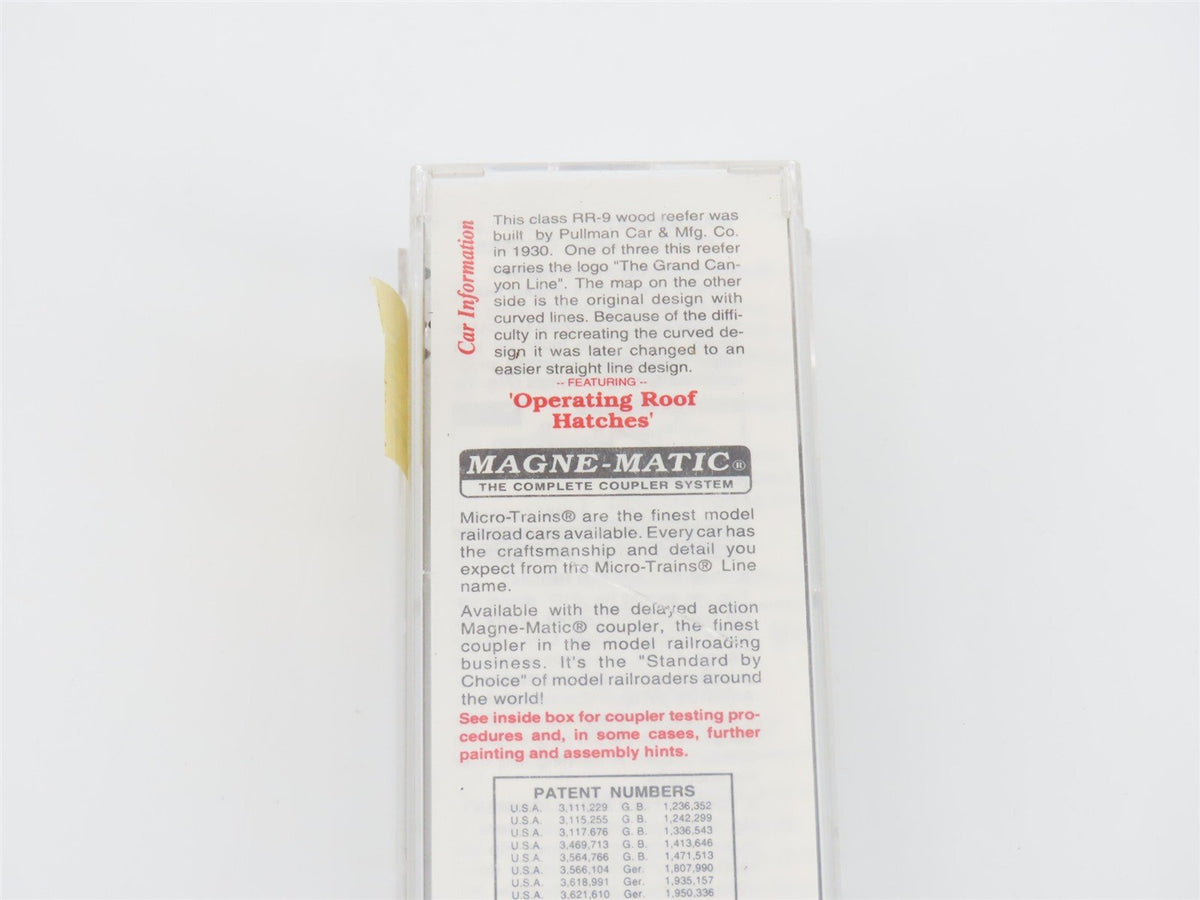 Car Information
This class RR-9 wood reefer was
built by Pullman Car & Mfg. Co.
in 1930. One of three this reefer
carries the logo "The Grand Can-
yon Line". The map on the other
side is the original design with
curved lines. Because of the diffi-
culty in recreating the curved de-
sign it was later changed to an
easier straight line design.
-- FEATURING --
'Operating Roof
Hatches'
MAGNE-MATIC®
THE COMPLETE COUPLER SYSTEM
Micro-Trains® are the finest model
railroad cars available. Every car has
the craftsmanship and detail you
expect from the Micro-Trains® Line
name.
Available with the delayed action
Magne-Matic® coupler, the finest
coupler in the model railroading
business. It's the "Standard by
Choice" of model railroaders around
the world!
See inside box for coupler testing pro-
cedures and, in some cases, further
painting and assembly hints.
PATENT NUMBERS
U.S.A. 3,111,229 G. B. 1,236,352
U.S.A. 3,115,255 G. B. 1,242,299
U.S.A. 3,117,676 G. B. 1,336,543
U.S.A. 3,469,713 G. B. 1,413,646
U.S.A. 3,564,766 G. B. 1,471,513
U.S.A. 3,566,104 Ger. 1,807,990
U.S.A. 3,618,991 Ger. 1,935,157
U.S.A. 3,621,610 Ger. 1,950,336